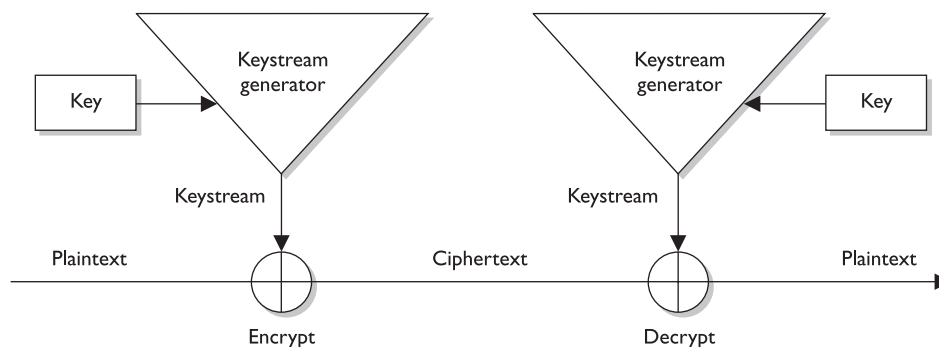 Keystream
generator
Keystream
generator
Key
Key
Keystream
Keystream
Plaintext
Ciphertext
Plaintext
Encrypt
Decrypt